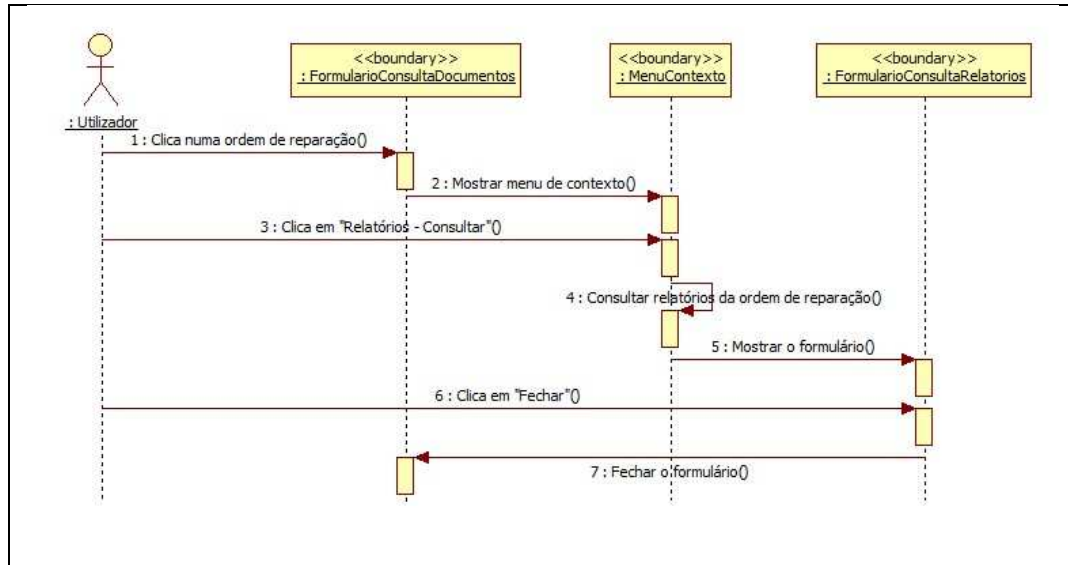 <<boundary>>
: FormularioConsultaDocumentos
<<boundary>>
: MenuContexto
<<boundary>>
: FormularioConsultaRelatorios
: Utilizador
1 : Clica numa ordem de reparação()
2 : Mostrar menu de contexto()
3 : Clica em "Relatórios - Consultar"()
4 : Consultar relatórios da ordem de reparação()
5 : Mostrar o formulário()
6 : Clica em "Fechar"()
7 : Fechar o formulário()